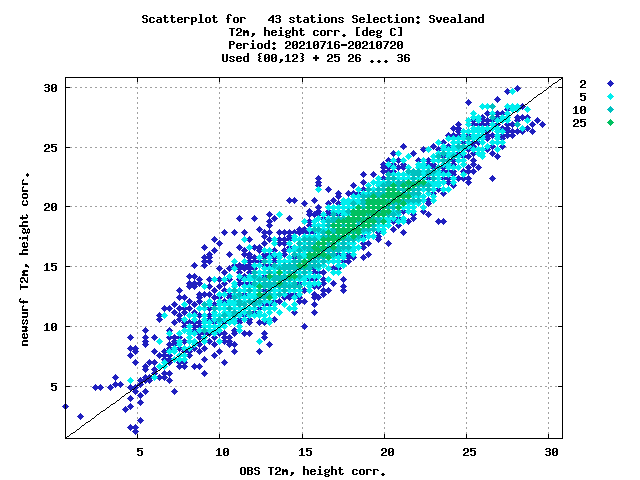 Scatterplot for   43 stations Selection: Svealand
T2m, height corr. [deg C]
Period: 20210716-20210720
Used {00,12} + 25 26 ... 36
2
5
10
25
30
25
20
15
10
5
newsurf T2m, height corr.
5 10 15 20 25 30
OBS T2m, height corr.